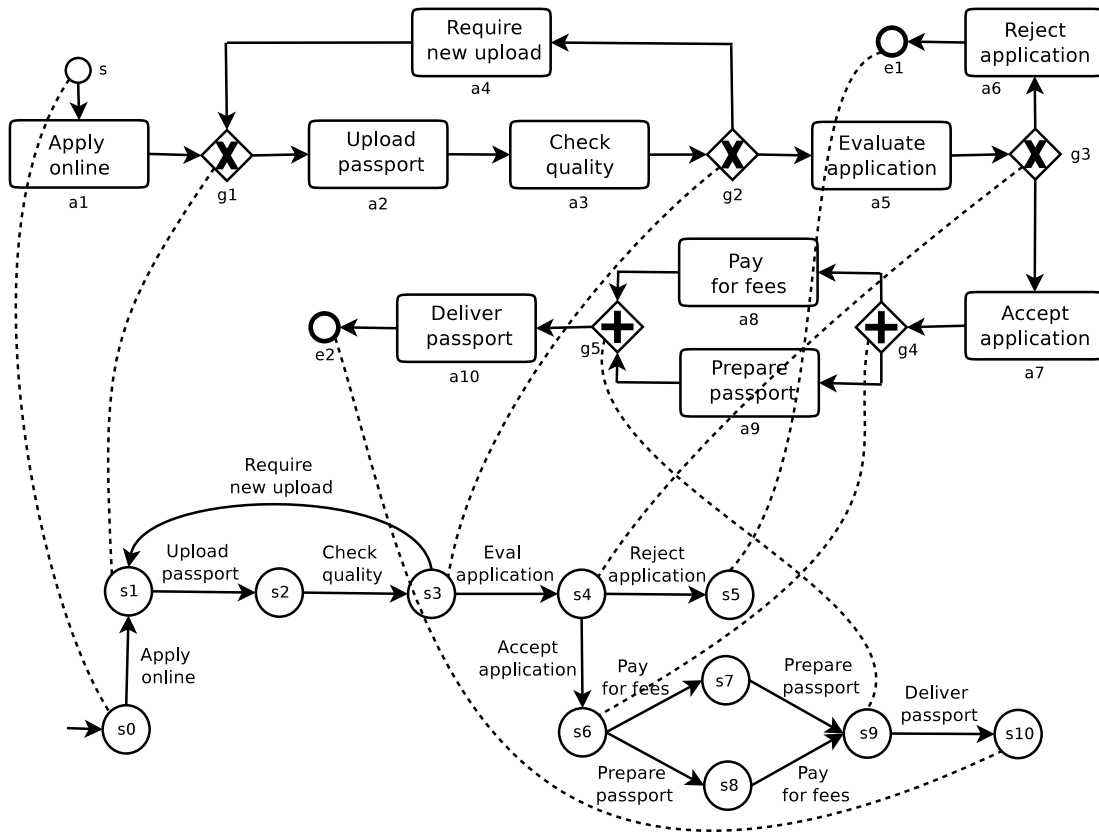 Require
new upload
a4
Reject
application
a6
e1
s
Apply
online
a1
X
g1
Upload
passport
a2
Check
quality
a3
X
g2
Evaluate
application
a5
X
g3
Pay
for fees
a8
Deliver
passport
a10
e2
g5
Prepare
passport
a9
g4
Accept
application
a7
Require
new upload
Upload
passport
Check
quality
Eval
application
Reject
application
s1
s2
s3
s4
s5
Apply
online
Accept
application
Pay
for fees
s7
Prepare
passport
Deliver
passport
s0
s6
s9
s10
Prepare
passport
s8
Pay
for fees